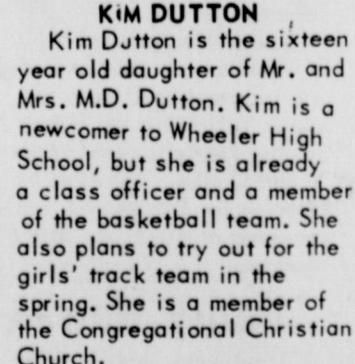 KIM DUTTON
Kim Dutton is the sixteen
year old daughter of Mr. and
Mrs. M.D. Dutton. Kim is a
newcomer to Wheeler High
School, but she is already
a class officer and a member
of the basketball team. She
also plans to try out for the
girls' track team in the
spring. She is a member of
the Congregational Christian
Church.